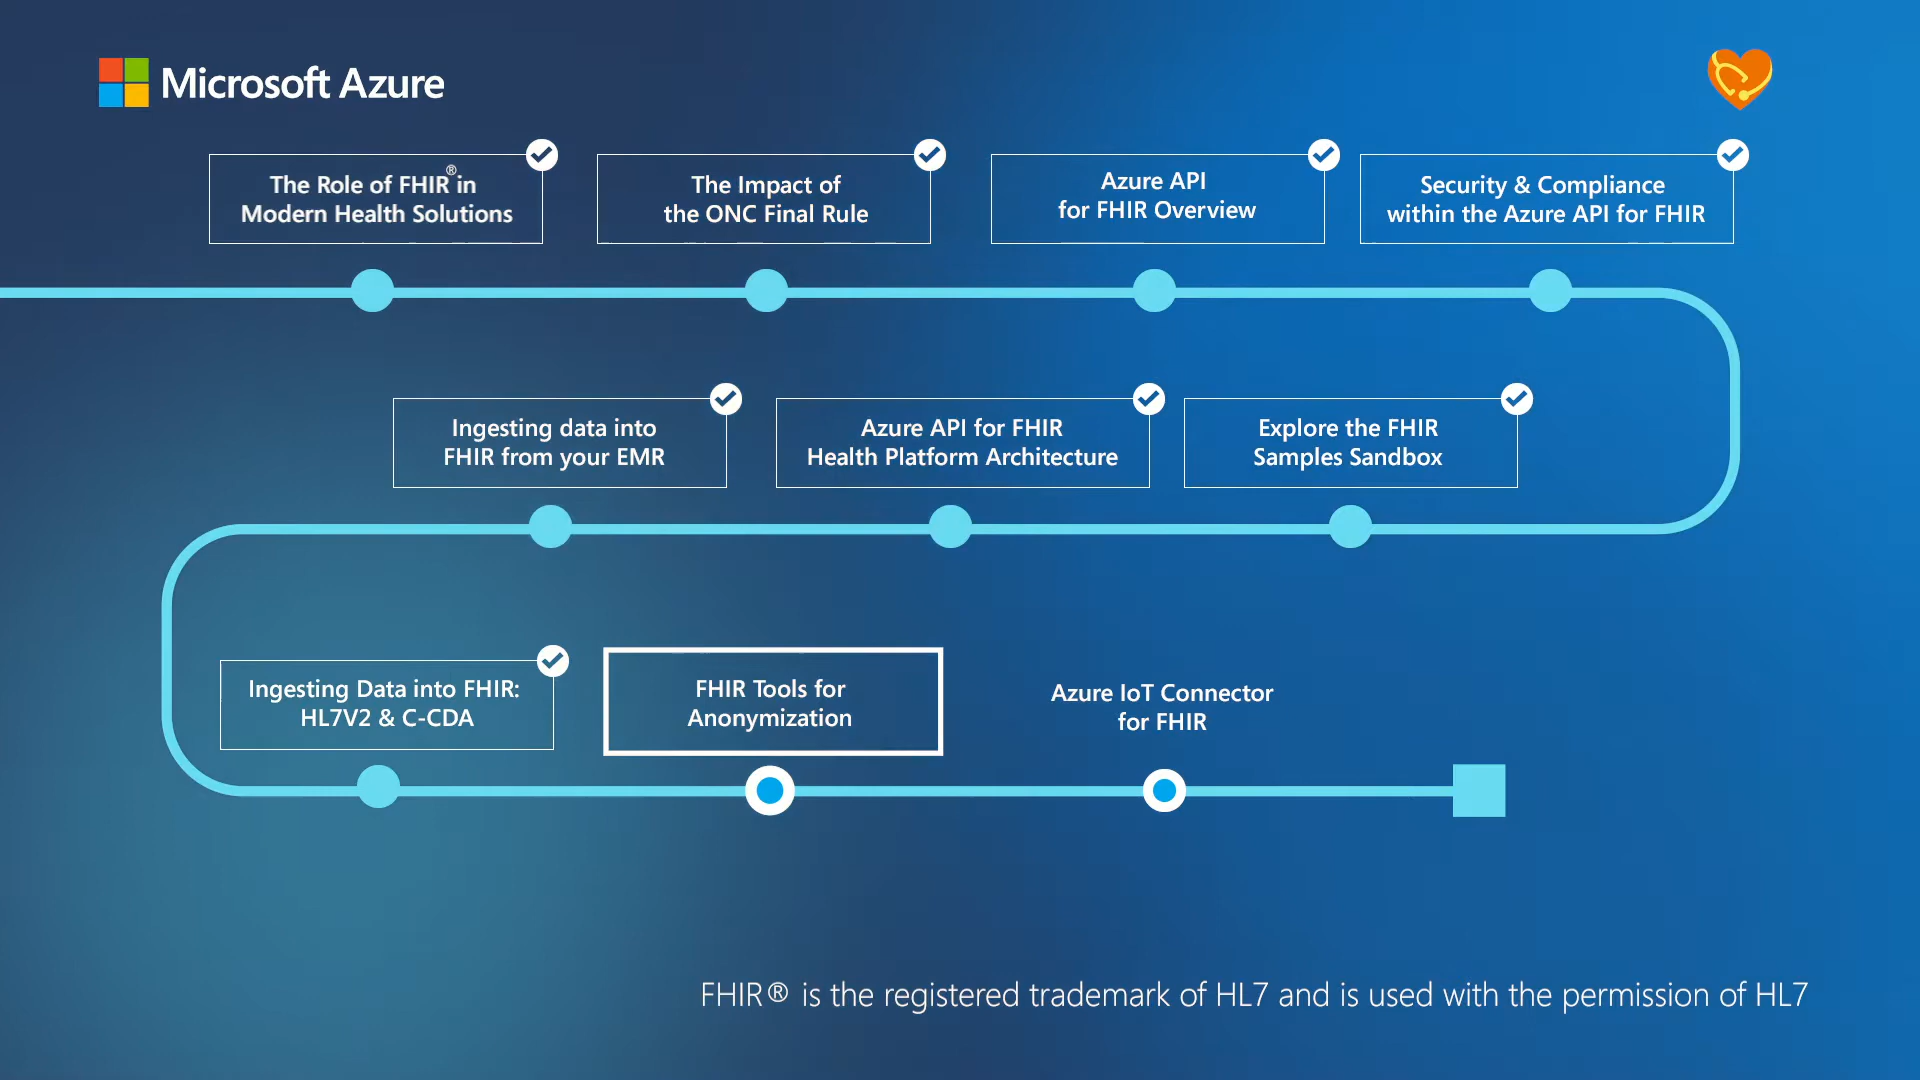 Microsoft Azure
The Role of FHIR® in
Modern Health Solutions
The Impact of
the ONC Final Rule
Azure API
for FHIR Overview
Security & Compliance
within the Azure API for FHIR
Ingesting data into
FHIR from your EMR
Azure API for FHIR
Health Platform Architecture
Explore the FHIR
Samples Sandbox
Ingesting Data into FHIR:
HL7V2 & C-CDA
FHIR Tools for
Anonymization
Azure IoT Connector
for FHIR
FHIR® is the registered trademark of HL7 and is used with the permission of HL7